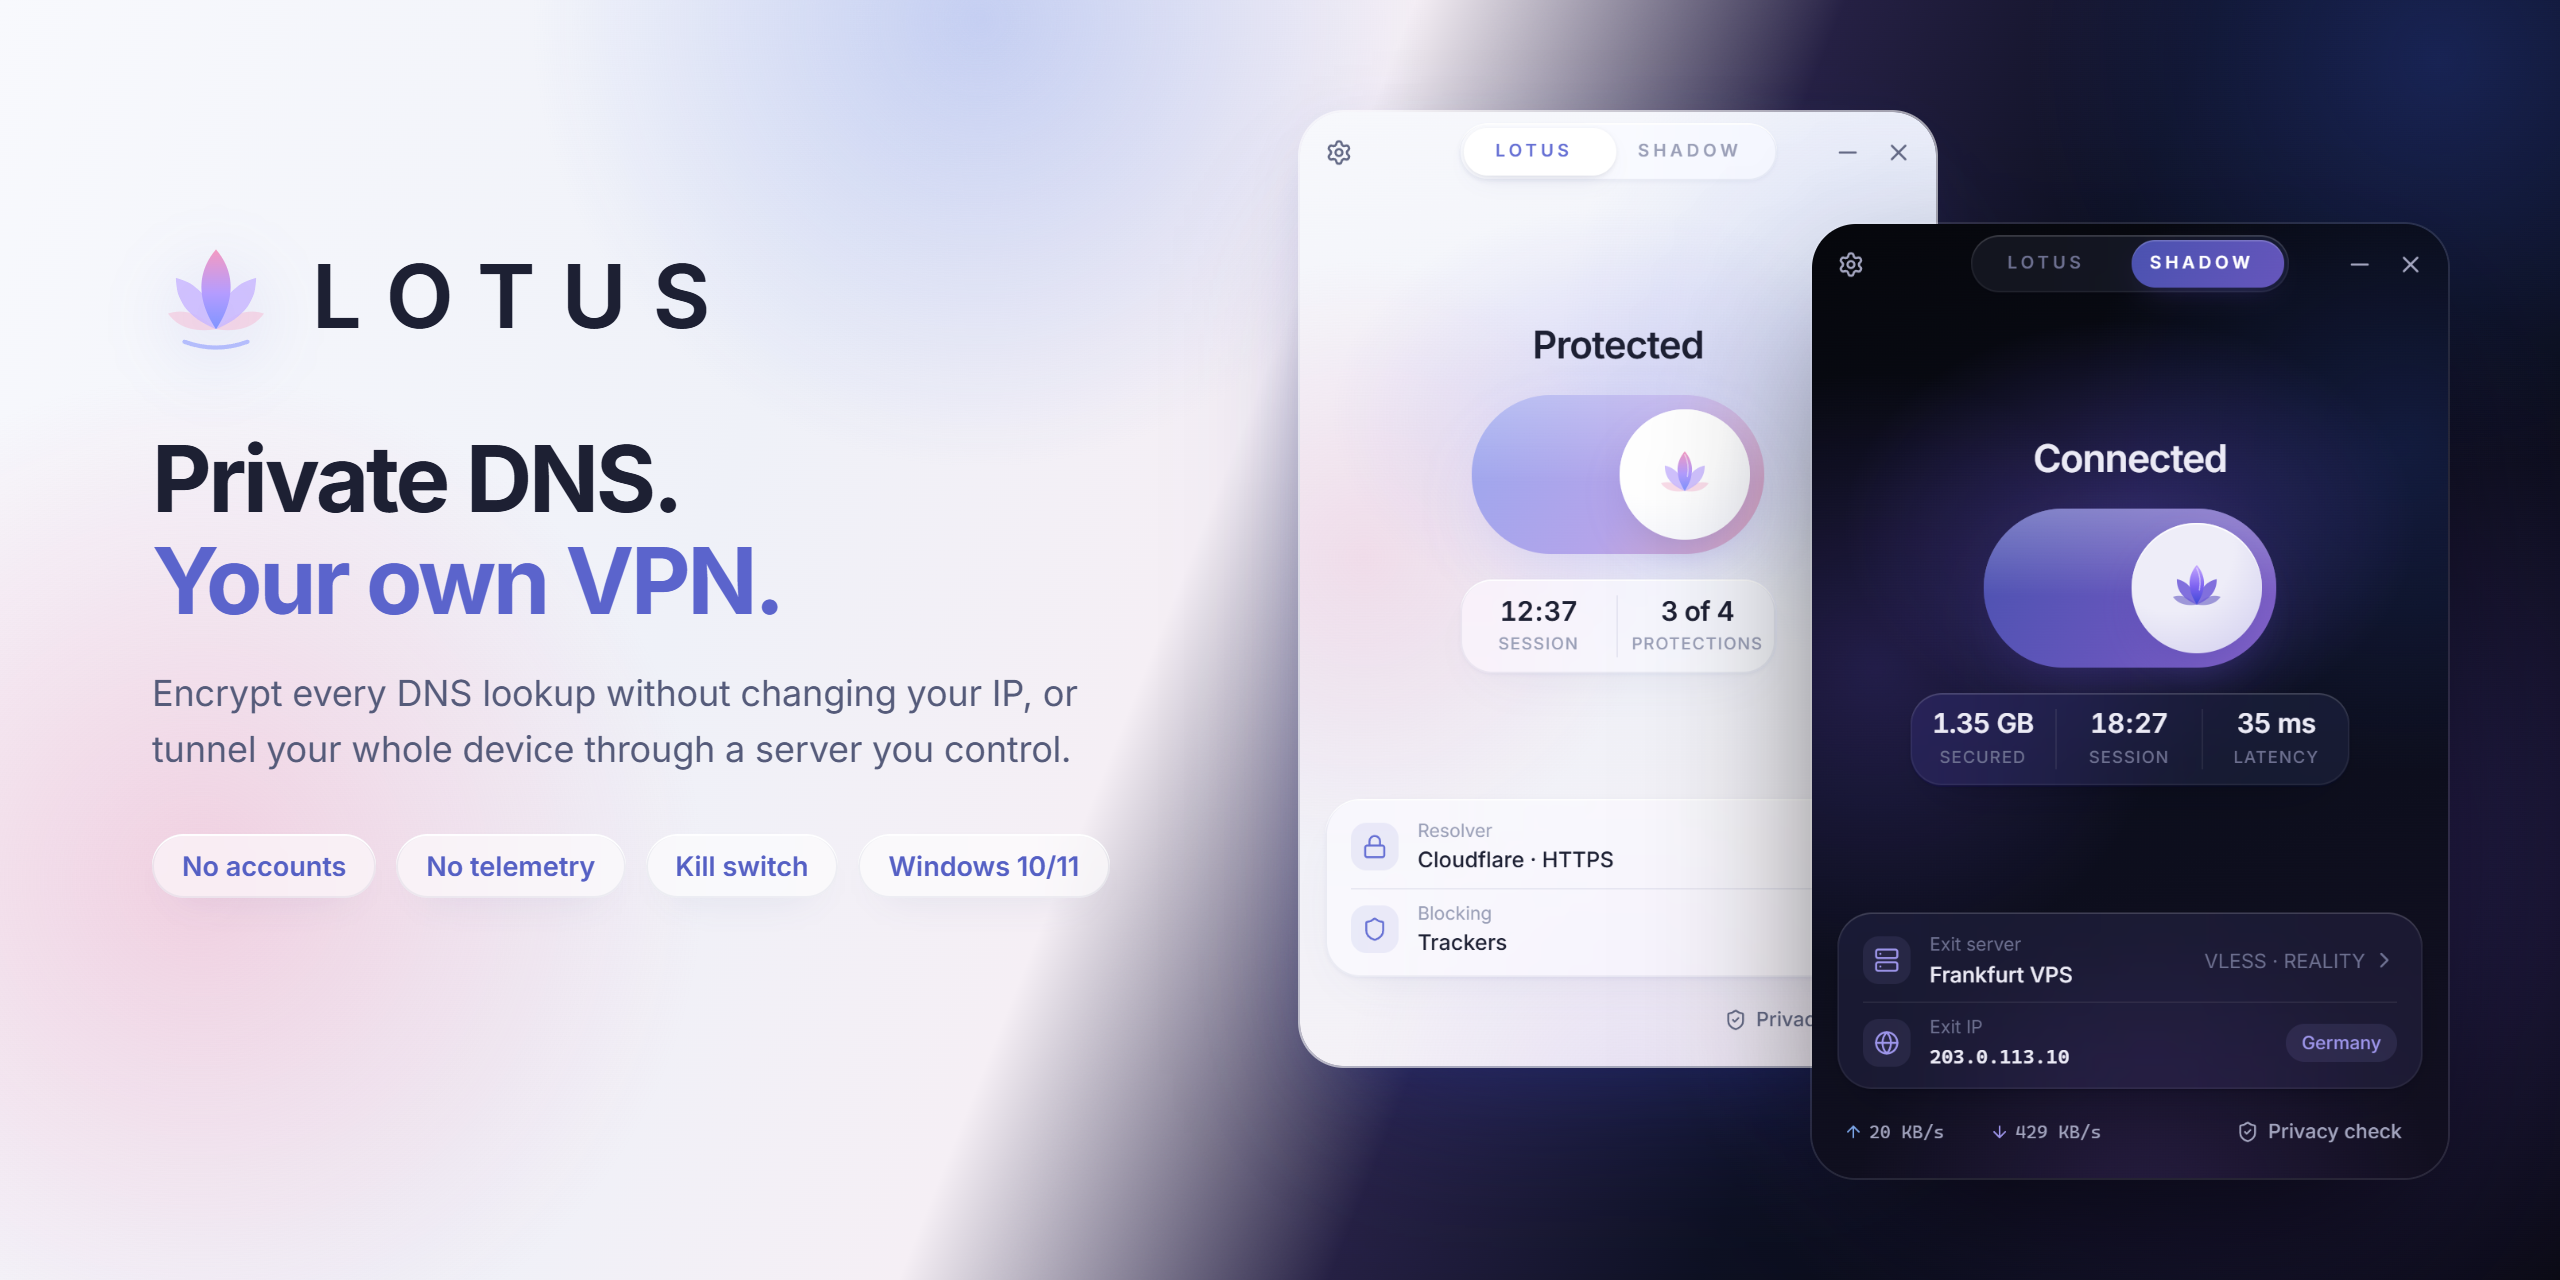 LOTUS
Private DNS.
Your own VPN.
Encrypt every DNS lookup without changing your IP, or
tunnel your whole device through a server you control.
No accounts
No telemetry
Kill switch
Windows 10/11
LOTUS
SHADOW
Protected
12:37
SESSION
3 of 4
PROTECTIONS
Resolver
Cloudflare · HTTPS
Blocking
Trackers
LOTUS
SHADOW
Connected
1.35 GB
SECURED
18:27
SESSION
35 ms
LATENCY
Exit server
Frankfurt VPS
VLESS · REALITY
Exit IP
203.0.113.10
Germany
20 KB/s
429 KB/s
Privacy check